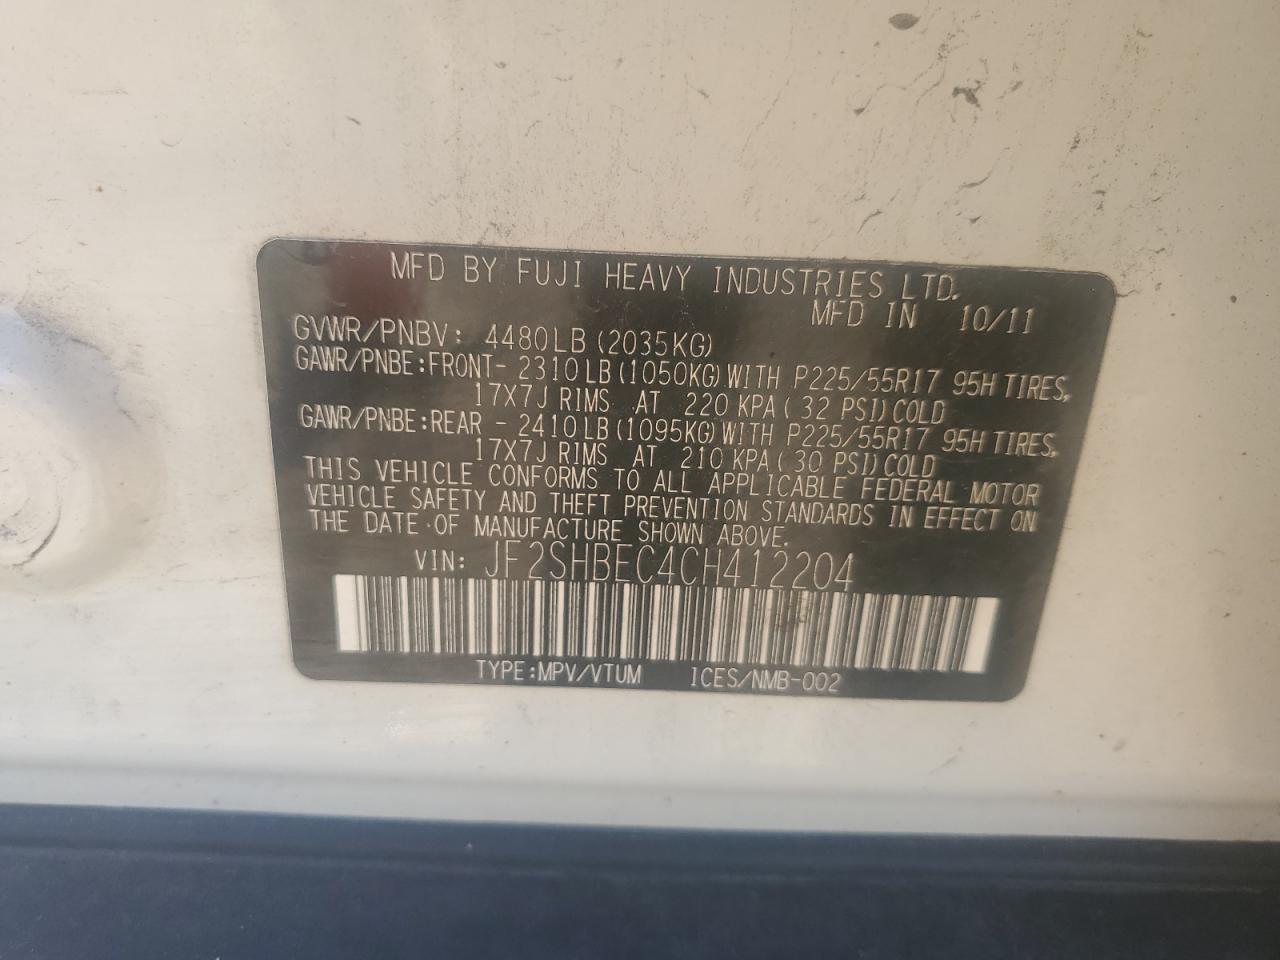 MFD BY FUJI HEAVY INDUSTRIES LTD.
MFD IN 10/11
GVWR/PNBV: 4480LB (2035KG)
GAWR/PNBE:FRONT- 2310LB(1050KG)WITH P225/55R17 95H TIRES,
17X7J RIMS AT 220 KPA( 32 PSI)COLD
GAWR/PNBE:REAR - 2410LB(1095KG)WITH P225/55R17 95H TIRES,
17X7J RIMS AT 210 KPA(30 PSI)COLD
THIS VEHICLE CONFORMS TO ALL APPLICABLE FEDERAL MOTOR
VEHICLE SAFETY AND THEFT PREVENTION STANDARDS IN EFFECT ON
THE DATE OF MANUFACTURE SHOWN ABOVE.
VIN: JF2SHBEC4CH412204
TYPE:MPV/VTUM ICES/NMB-002